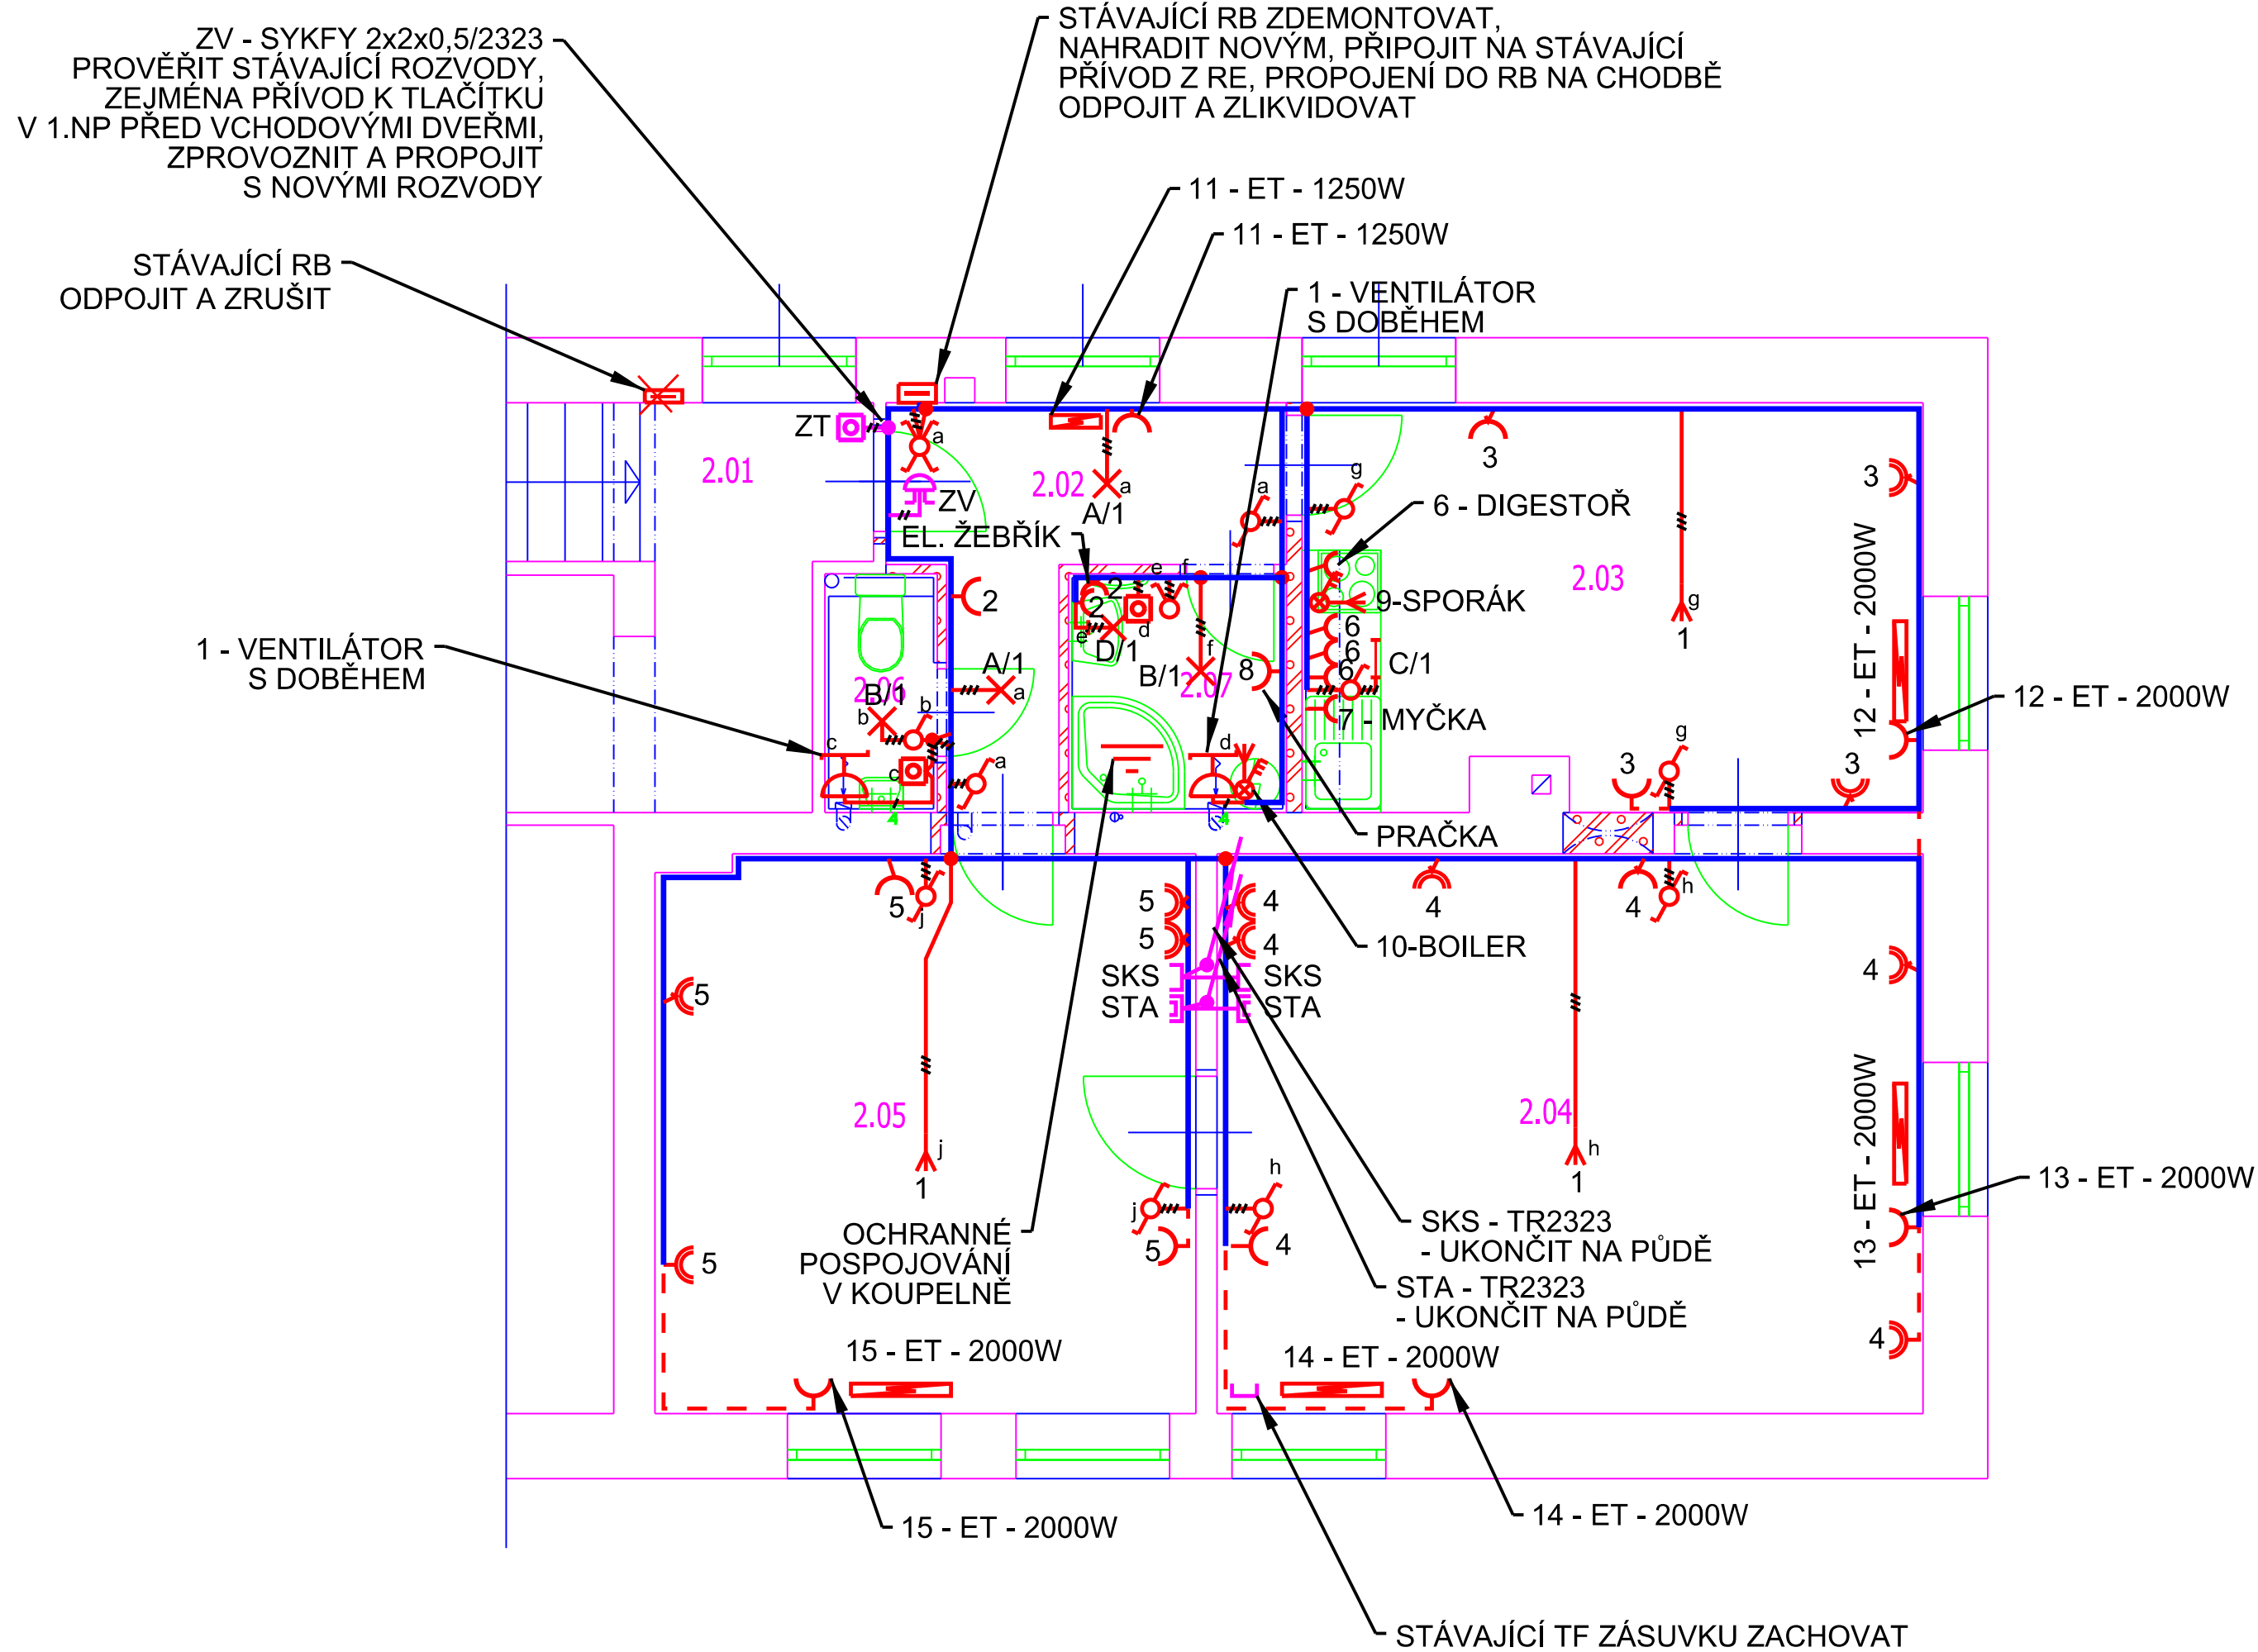 ZV - SYKFY 2x2x0,5/2323
PROVĚŘIT STÁVAJÍCÍ ROZVODY,
ZEJMÉNA PŘÍVOD K TLAČÍTKU
V 1.NP PŘED VCHODOVÝMI DVEŘMI,
ZPROVOZNIT A PROPOJIT
S NOVÝMI ROZVODY
STÁVAJÍCÍ RB ZDEMONTOVAT,
NAHRADIT NOVÝM, PŘIPOJIT NA STÁVAJÍCÍ
PŘÍVOD Z RE, PROPOJENÍ DO RB NA CHODBĚ
ODPOJIT A ZLIKVIDOVAT
11 - ET - 1250W
11 - ET - 1250W
STÁVAJÍCÍ RB
ODPOJIT A ZRUŠIT
1 - VENTILÁTOR
S DOBĚHEM
ZT
a
2.01
2.02
a
A/1
a
g
3
3
ZV
6 - DIGESTOŘ
EL. ŽEBŘÍK
2
e
f
2
2
d
e
D/1
9-SPORÁK
2.03
g
1
12 - ET - 2000W
12 - ET - 2000W
1 - VENTILÁTOR
S DOBĚHEM
A/1
a
2.06
B/1
b
b
f
B/1
2.07
8
6
6
6
C/1
7 - MYČKA
c
c
a
d
g
3
3
PRAČKA
5
j
5
5
4
4
4
4
h
10-BOILER
SKS
STA
SKS
STA
5
4
2.05
2.04
j
1
h
1
13 - ET - 2000W
13 - ET - 2000W
h
j
5
4
5
4
OCHRANNÉ
POSPOJOVÁNÍ
V KOUPELNĚ
SKS - TR2323
- UKONČIT NA PŮDĚ
STA - TR2323
- UKONČIT NA PŮDĚ
15 - ET - 2000W
14 - ET - 2000W
15 - ET - 2000W
14 - ET - 2000W
STÁVAJÍCÍ TF ZÁSUVKU ZACHOVAT